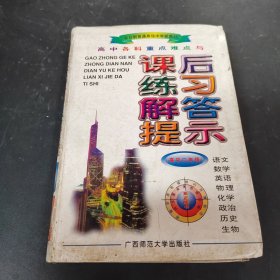 高中各科重点难点与
GAO ZHONG GE KE
ZHONG DIAN NAN
DIAN YU KE HOU
LIAN XI JIE DA
TI SHI
课后
练习
解答
提示
语文
数学
英语
物理
化学
政治
历史
生物
广西师范大学出版社